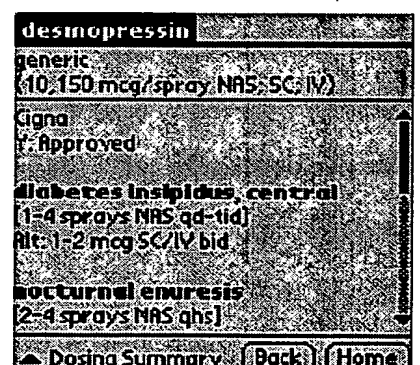 desmopressin
generic
(10,150 mcg/spray NAS; SC; IV)
Cigna
Approved
diabetes insipidus, central
[1-4 sprays NAS qd-tid]
Alt: 1-2 mcg SC/IV bid
nocturnal enuresis
[2-4 sprays NAS qhs]
Dosing Summary Back Home